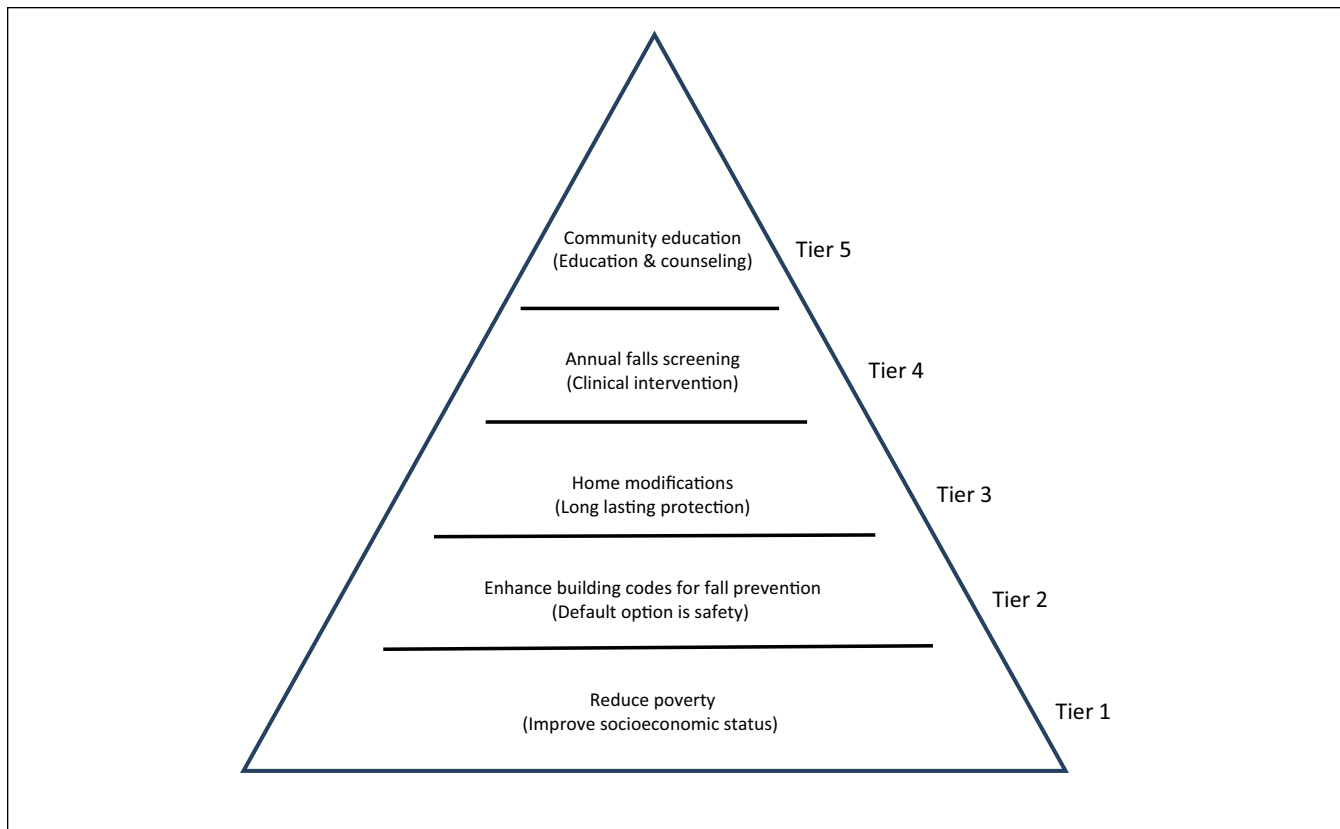 Community education
(Education & counseling)
Tier 5
Annual falls screening
(Clinical intervention)
Tier 4
Home modifications
(Long lasting protection)
Tier 3
Enhance building codes for fall prevention
(Default option is safety)
Tier 2
Reduce poverty
(Improve socioeconomic status)
Tier 1